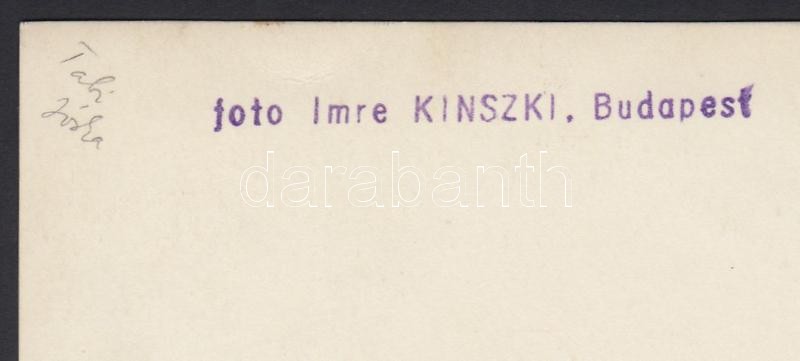 foto Imre KINSZKI, Budapest
darabanth